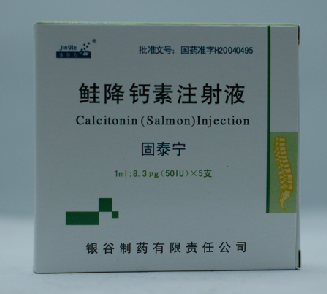 批准文号：国药准字H20040495
鲑降钙素注射液
Calcitonin (Salmon) Injection
固泰宁
1ml:8.3μg (50IU)×5支
银谷制药有限责任公司